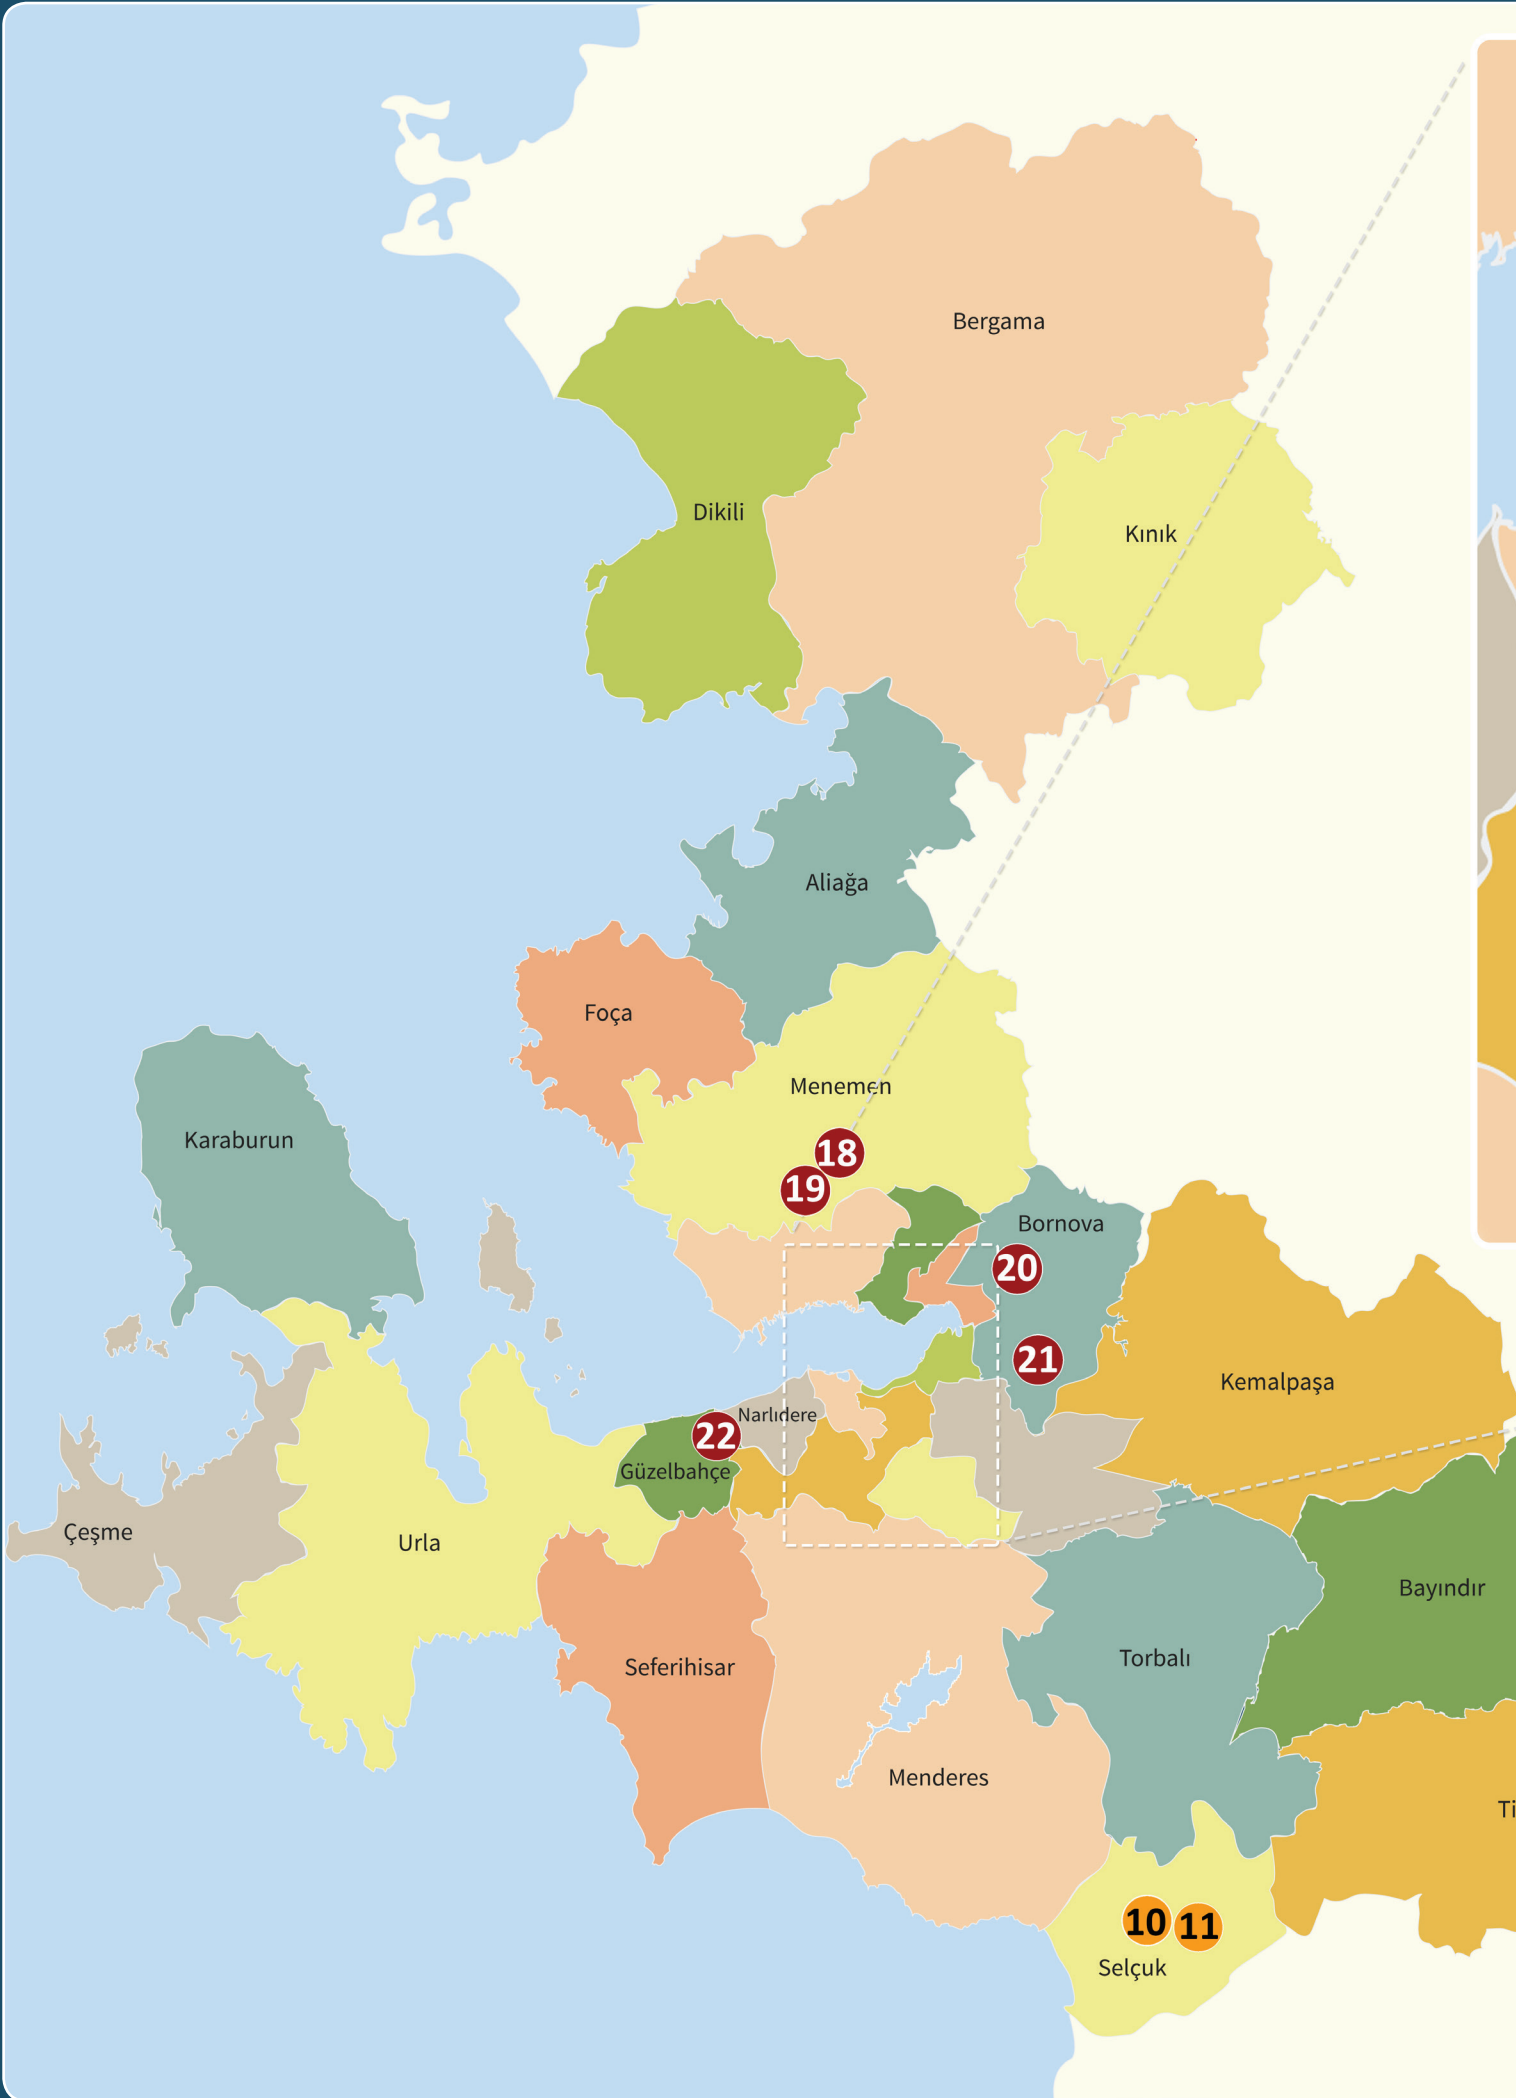 Bergama
Dikili
Kınık
Aliağa
Foça
Menemen
Karaburun
18
19
Bornova
20
21
Kemalpaşa
Narlıdere
22
Güzelbahçe
Çeşme
Urla
Bayındır
Seferihisar
Torbalı
Menderes
Ti
10 11
Selçuk